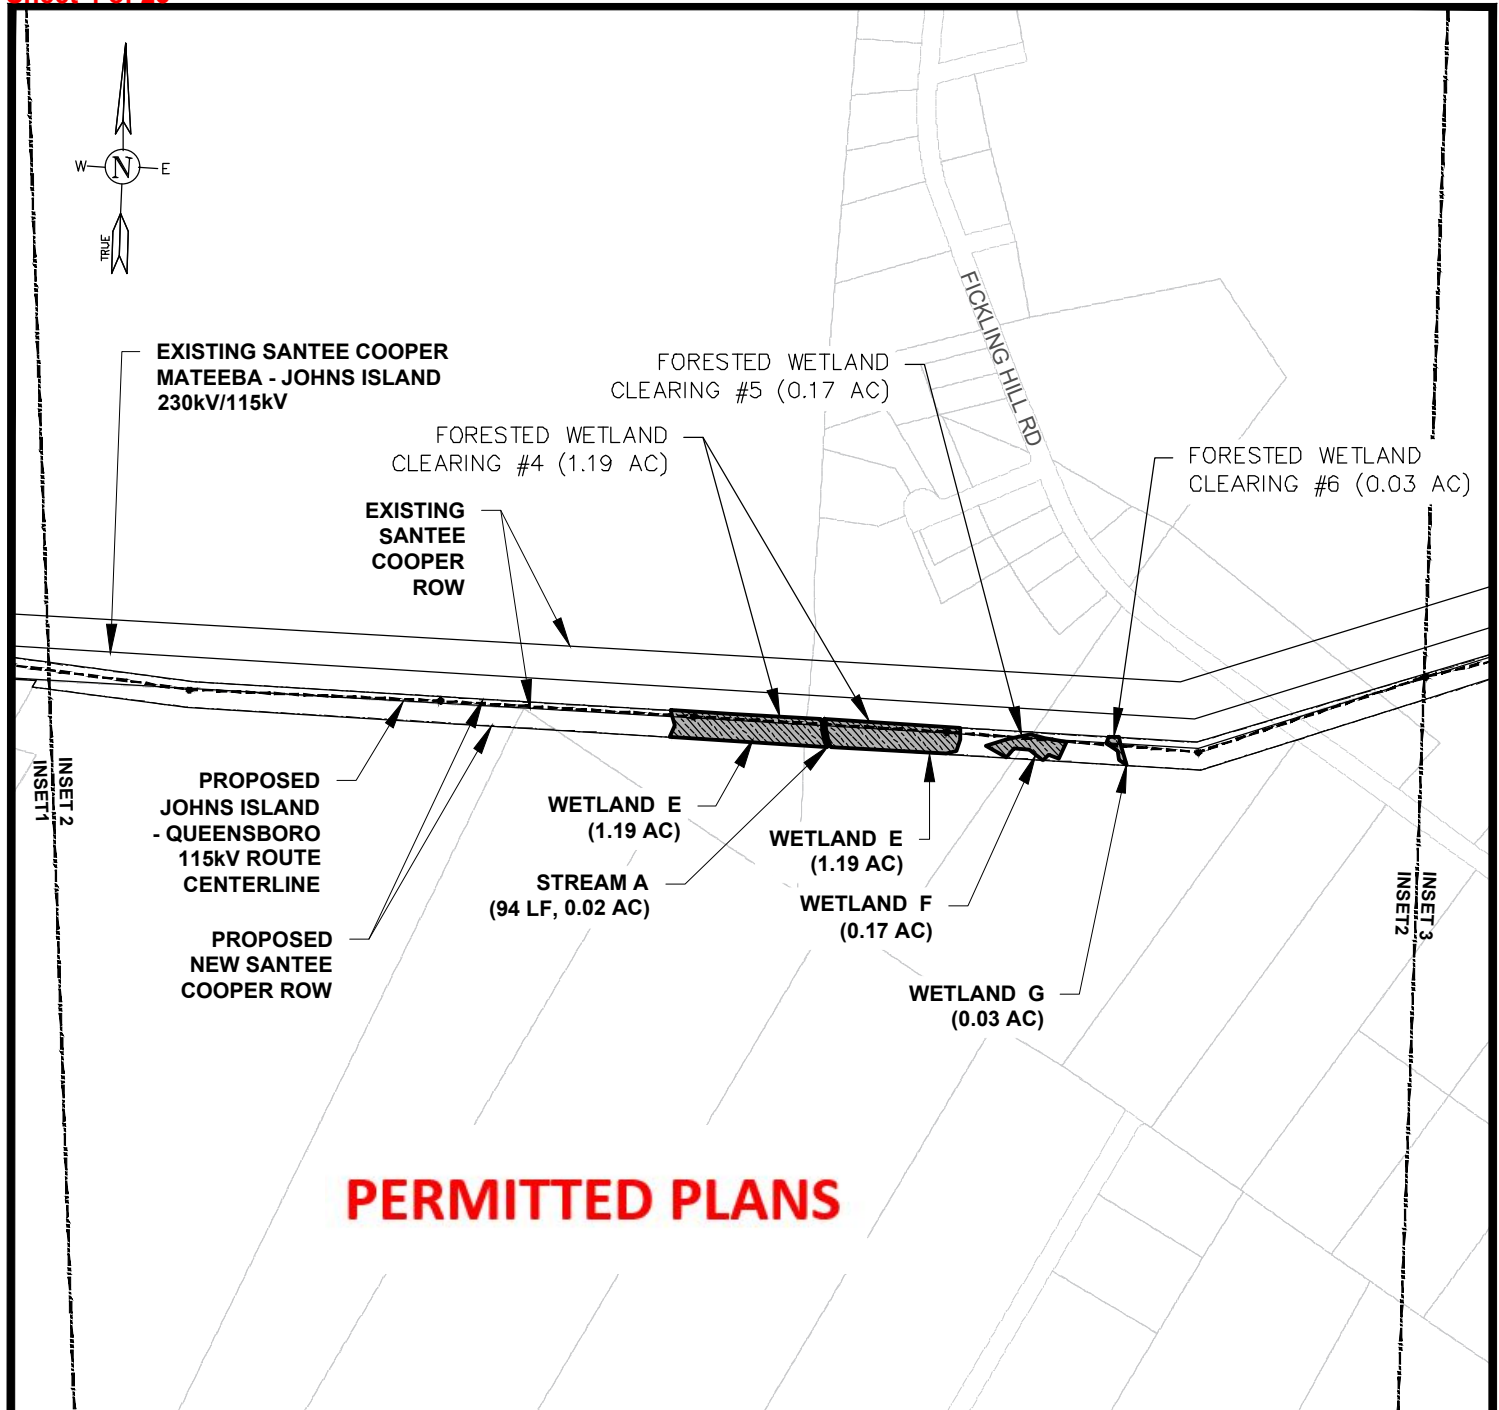 W N E
TRUE
EXISTING SANTEE COOPER
MATEEBA - JOHNS ISLAND
230kV/115kV
FORESTED WETLAND
CLEARING #5 (0.17 AC)
FICKLING HILL RD
FORESTED WETLAND
CLEARING #4 (1.19 AC)
FORESTED WETLAND
CLEARING #6 (0.03 AC)
EXISTING
SANTEE
COOPER
ROW
INSET1
INSET 2
PROPOSED
JOHNS ISLAND
- QUEENSBORO
115kV ROUTE
CENTERLINE
PROPOSED
NEW SANTEE
COOPER ROW
WETLAND E
(1.19 AC)
STREAM A
(94 LF, 0.02 AC)
WETLAND E
(1.19 AC)
WETLAND F
(0.17 AC)
WETLAND G
(0.03 AC)
INSET2
INSET 3
PERMITTED PLANS